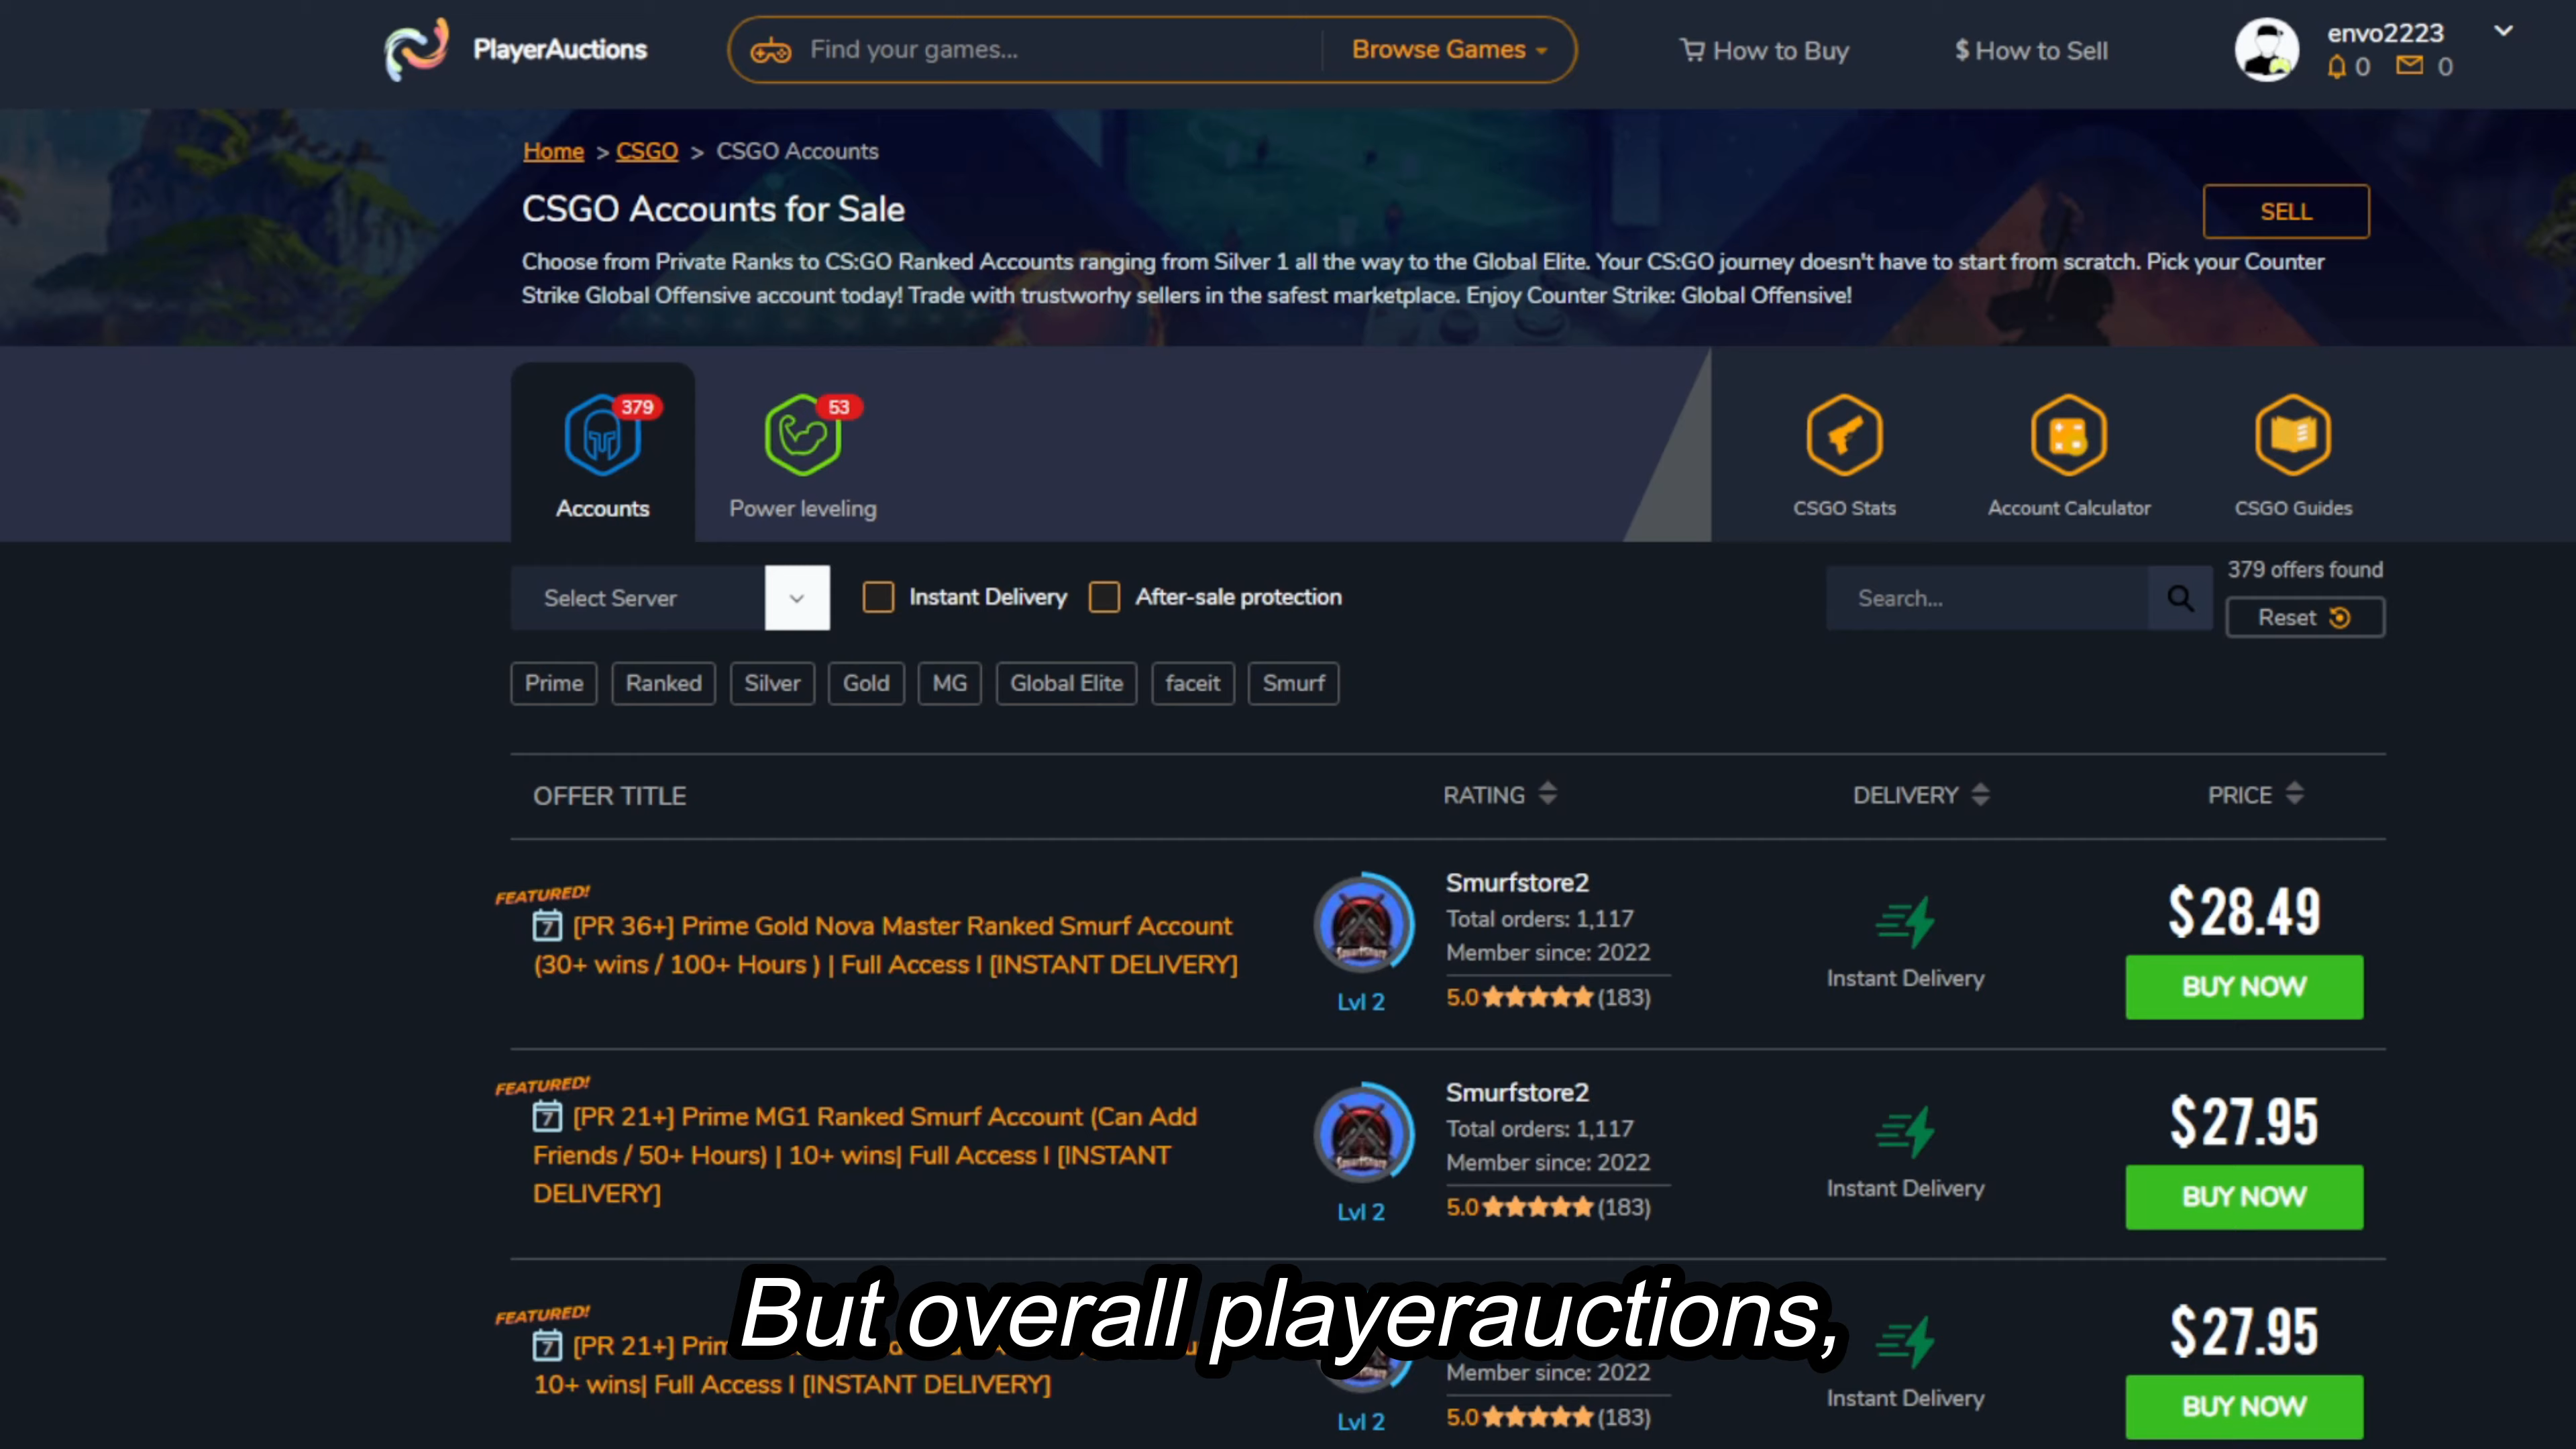 PlayerAuctions
Find your games...
Browse Games
How to Buy
$ How to Sell
envo2223
0
0
Home > CSGO > CSGO Accounts
CSGO Accounts for Sale
SELL
Choose from Private Ranks to CS:GO Ranked Accounts ranging from Silver 1 all the way to the Global Elite. Your CS:GO journey doesn't have to start from scratch. Pick your Counter
Strike Global Offensive account today! Trade with trustworhy sellers in the safest marketplace. Enjoy Counter Strike: Global Offensive!
379
53
Accounts
Power leveling
CSGO Stats
Account Calculator
CSGO Guides
Select Server
Instant Delivery
After-sale protection
Search...
379 offers found
Reset
Prime
Ranked
Silver
Gold
MG
Global Elite
faceit
Smurf
OFFER TITLE
RATING
DELIVERY
PRICE
FEATURED!
7 [PR 36+] Prime Gold Nova Master Ranked Smurf Account
(30+ wins / 100+ Hours ) | Full Access I [INSTANT DELIVERY]
Lvl 2
Smurfstore2
Total orders: 1,117
Member since: 2022
5.0 (183)
Instant Delivery
$28.49
BUY NOW
FEATURED!
7 [PR 21+] Prime MG1 Ranked Smurf Account (Can Add
Friends / 50+ Hours) | 10+ wins| Full Access I [INSTANT
DELIVERY]
Lvl 2
Smurfstore2
Total orders: 1,117
Member since: 2022
5.0 (183)
Instant Delivery
$27.95
BUY NOW
But overall playerauctions,
FEATURED!
7 [PR 21+]
10+ wins| Full Access I [INSTANT DELIVERY]
Lvl 2
Member since: 2022
5.0 (183)
Instant Delivery
$27.95
BUY NOW